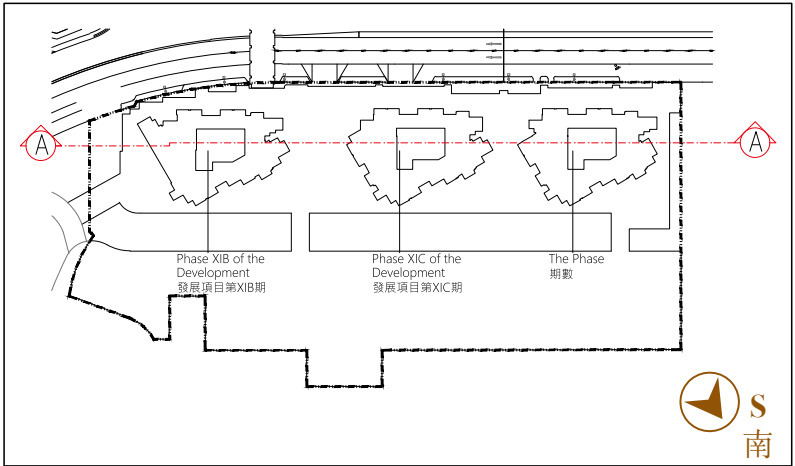 A
A
Phase XIB of the
Development
發展項目第XIB期
Phase XIC of the
Development
發展項目第XIC期
The Phase
期數
S
南